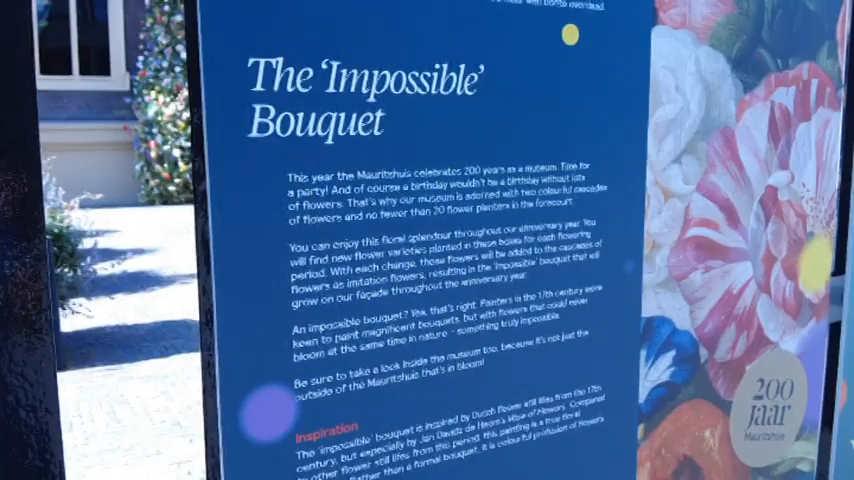 with bonbs overhead.
The 'Impossible'
Bouquet
This year the Mauritshuis celebrates 200 years as a museum. Time for
a party! And of course a birthday wouldn't be a birthday without lots
of flowers. That's why our museum is adorned with two colourful cascades
of flowers and no fewer than 20 flower planters in the forecourt.
You can enjoy this floral splendour throughout our anniversary year. You
will find new flower varieties planted in these boxes for each flowering
period. With each change, those flowers will be added to the cascades of
flowers as imitation flowers, resulting in the 'impossible' bouquet that will
grow on our façade throughout the anniversary year.
An impossible bouquet? Yes, that's right. Painters in the 17th century were
keen to paint magnificent bouquets, but with flowers that could never
bloom at the same time in nature - something truly impossible.
Be sure to take a look inside the museum too, because it's not just the
outside of the Mauritshuis that's in bloom!
Inspiration
The 'impossible' bouquet is inspired by Dutch flower still lifes from the 17th
century, but especially by Jan Davidsz de Heem's Vase of Flowers. Compared
to other flower still lifes from this period, this painting is a true floral
Rather than a formal bouquet, it is colourful profusion of flowers
200
jaar
Mauritshuis